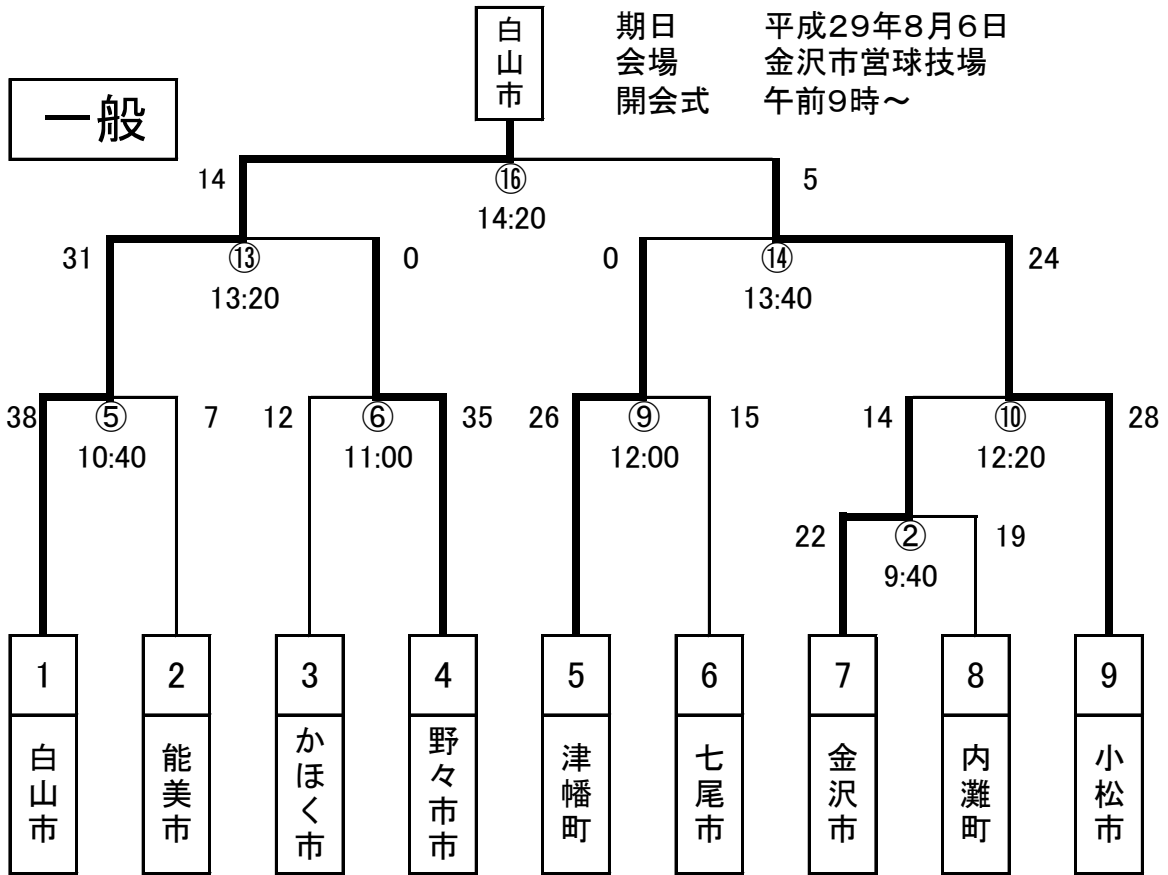 白山市
期日 平成29年8月6日
会場 金沢市営球技場
開会式 午前9時～
一般
14 ⑯ 5
14:20
31 ⑬ 0 0 ⑭ 24
13:20 13:40
38 ⑤ 7 12 ⑥ 35 26 ⑨ 15 14 ⑩ 28
10:40 11:00 12:00 12:20
22 ② 19
9:40
1 2 3 4 5 6 7 8 9
白山市 能美市 かほく市 野々市市 津幡町 七尾市 金沢市 内灘町 小松市